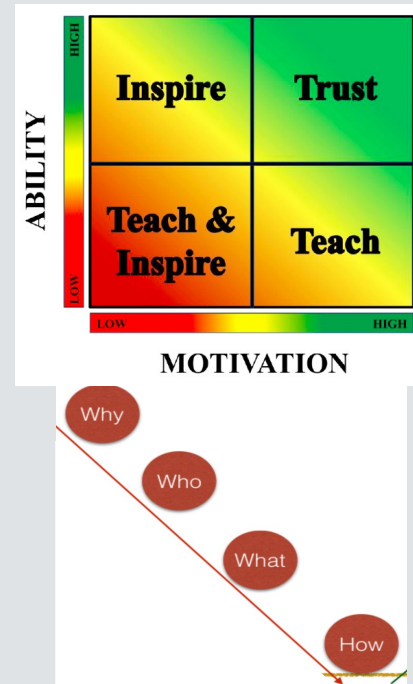 HIGH
ABILITY
LOW
Inspire
Trust
Teach &
Inspire
Teach
LOW
HIGH
MOTIVATION
Why
Who
What
How